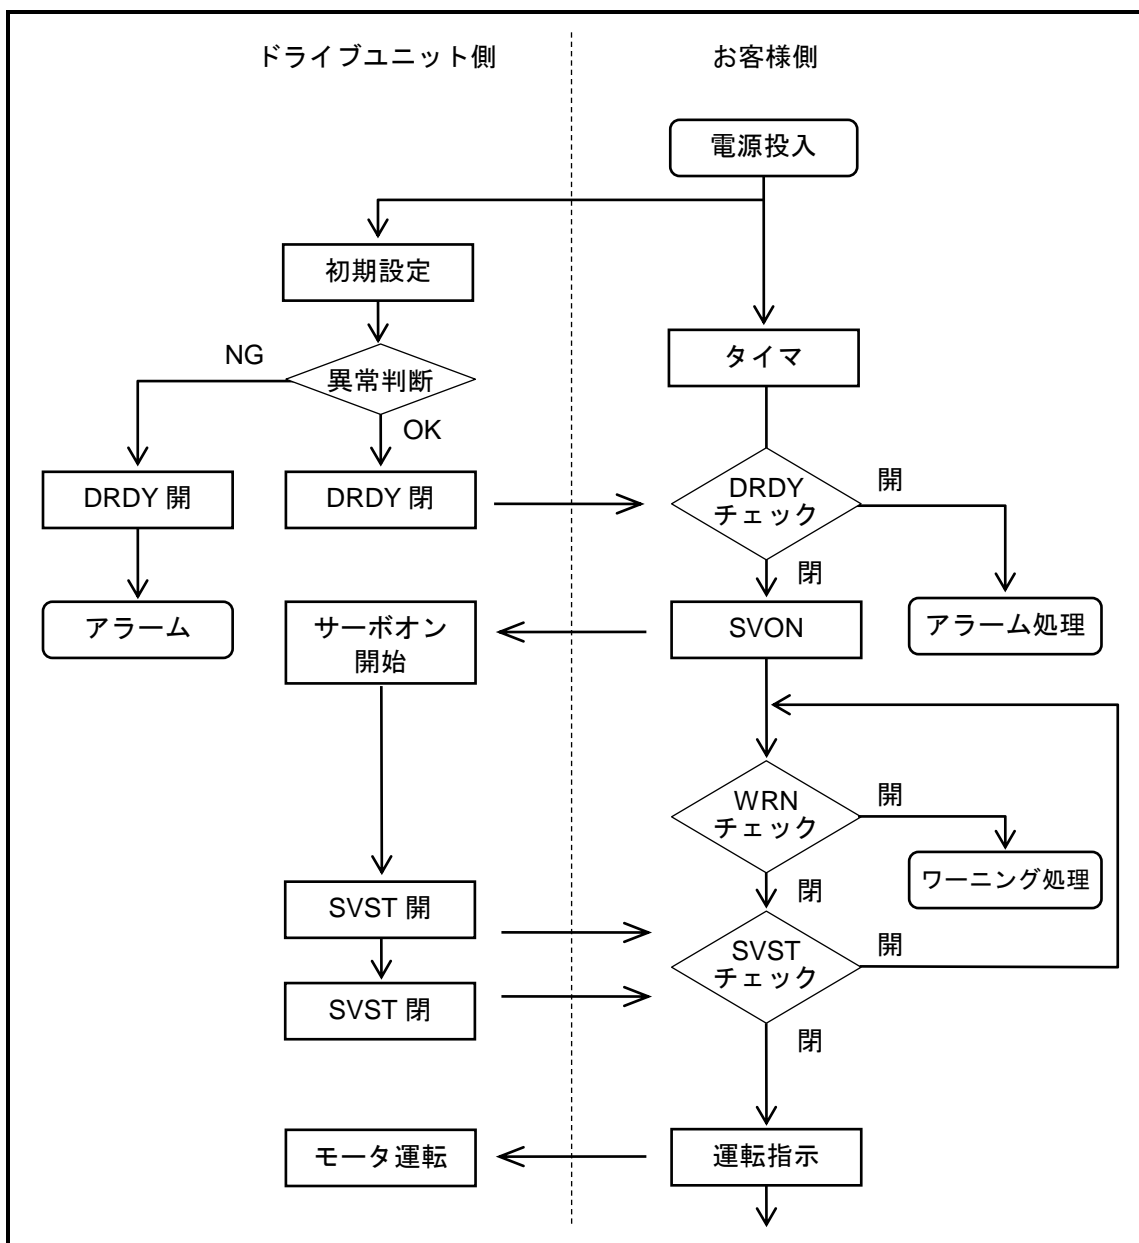 ドライブユニット側
お客様側
電源投入
初期設定
タイマ
NG
異常判断
OK
DRDY 開
DRDY 閉
DRDY
チェック
開
閉
アラーム
サーボオン
開始
SVON
アラーム処理
WRN
チェック
開
ワーニング処理
閉
SVST 開
SVST
チェック
開
SVST 閉
閉
モータ運転
運転指示